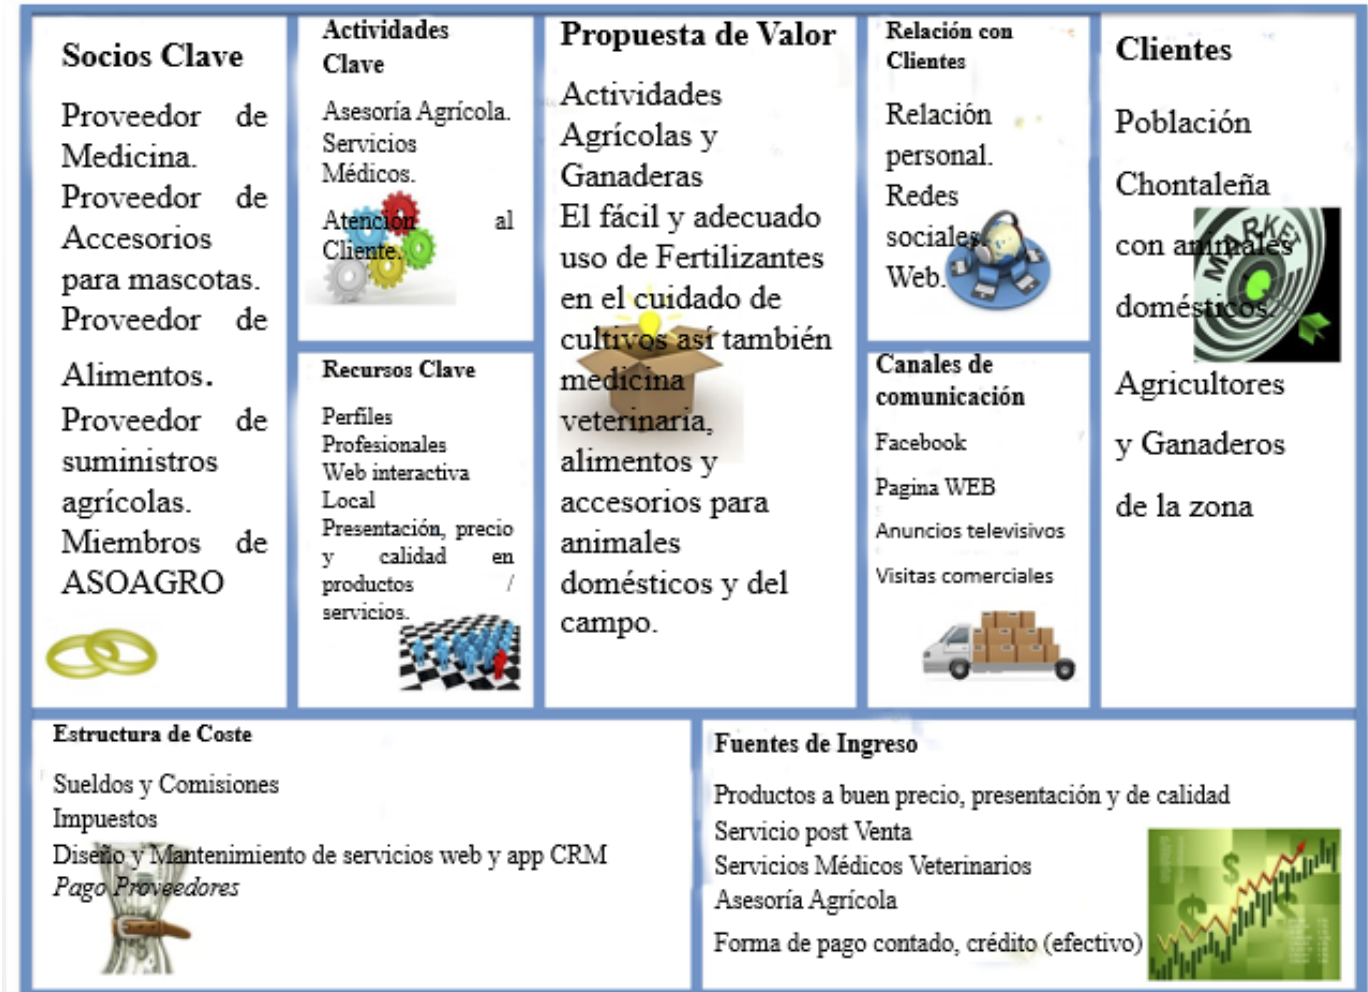 Socios Clave
Proveedor de
Medicina.
Proveedor de
Accesorios
para mascotas.
Proveedor de
Alimentos.
Proveedor de
suministros
agrícolas.
Miembros de
ASOAGRO
Actividades
Clave
Asesoría Agrícola.
Servicios
Médicos.
Atención al
Cliente.
Recursos Clave
Perfiles
Profesionales
Web interactiva
Local
Presentación, precio
y calidad en
productos /
servicios.
Propuesta de Valor
Actividades
Agrícolas y
Ganaderas
El fácil y adecuado
uso de Fertilizantes
en el cuidado de
cultivos así también
medicina
veterinaria,
alimentos y
accesorios para
animales
domésticos y del
campo.
Relación con
Clientes
Relación
personal.
Redes
sociales.
Web.
Canales de
comunicación
Facebook
Pagina WEB
Anuncios televisivos
Visitas comerciales
Clientes
Población
Chontaleña
con animales
domésticos.
Agricultores
y Ganaderos
de la zona
MARKET
Estructura de Coste
Sueldos y Comisiones
Impuestos
Diseño y Mantenimiento de servicios web y app CRM
Pago Proveedores
Fuentes de Ingreso
Productos a buen precio, presentación y de calidad
Servicio post Venta
Servicios Médicos Veterinarios
Asesoría Agrícola
Forma de pago contado, crédito (efectivo)